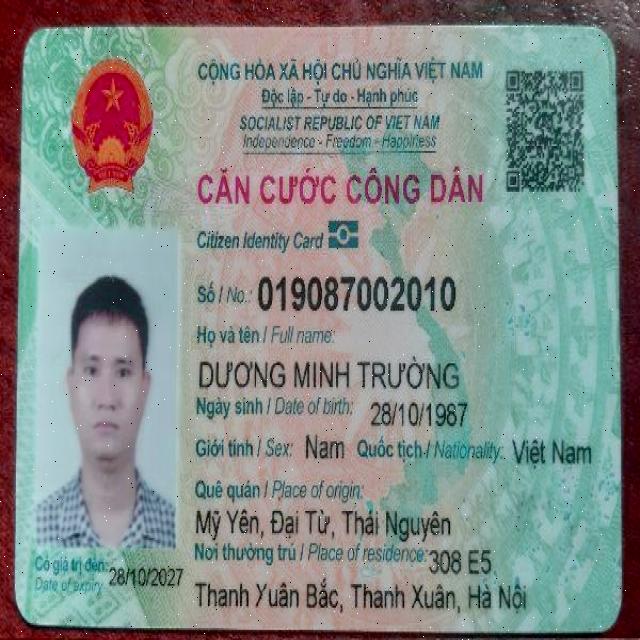 CỘNG HÒA XÃ HỘI CHỦ NGHĨA VIỆT NAM
Độc lập - Tự do - Hạnh phúc
SOCIALIST REPUBLIC OF VIET NAM
Independence - Freedom - Happiness
CĂN CƯỚC CÔNG DÂN
Citizen Identity Card
Số / No.: 019087002010
Họ và tên / Full name:
DƯƠNG MINH TRƯỜNG
Ngày sinh / Date of birth: 28/10/1987
Giới tính / Sex: Nam Quốc tịch / Nationality: Việt Nam
Quê quán / Place of origin:
Mỹ Yên, Đại Từ, Thái Nguyên
Nơi thường trú / Place of residence: 308 E5
Thanh Xuân Bắc, Thanh Xuân, Hà Nội
Có giá trị đến: 28/10/2027
Date of expiry